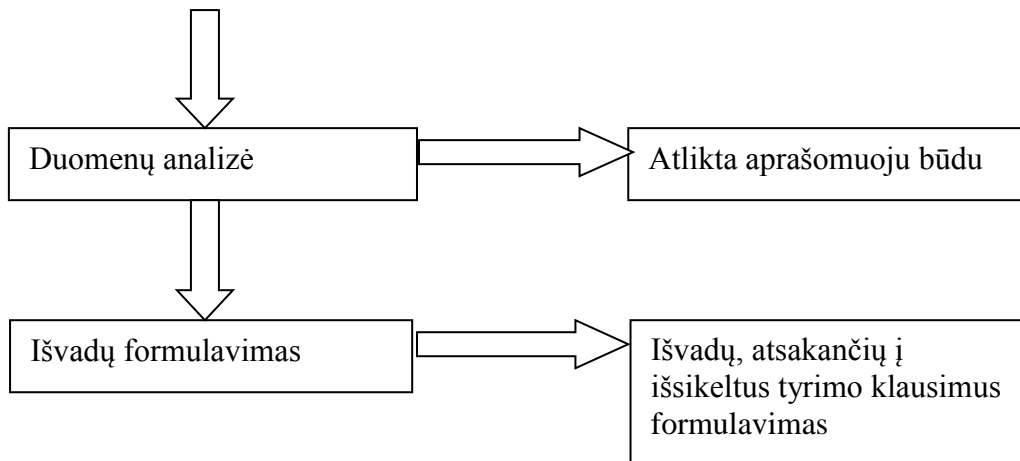 Duomenų analizė
Atlikta aprašomuoju būdu
Išvadų formulavimas
Išvadų, atsakančių į
išsikeltus tyrimo klausimus
formulavimas